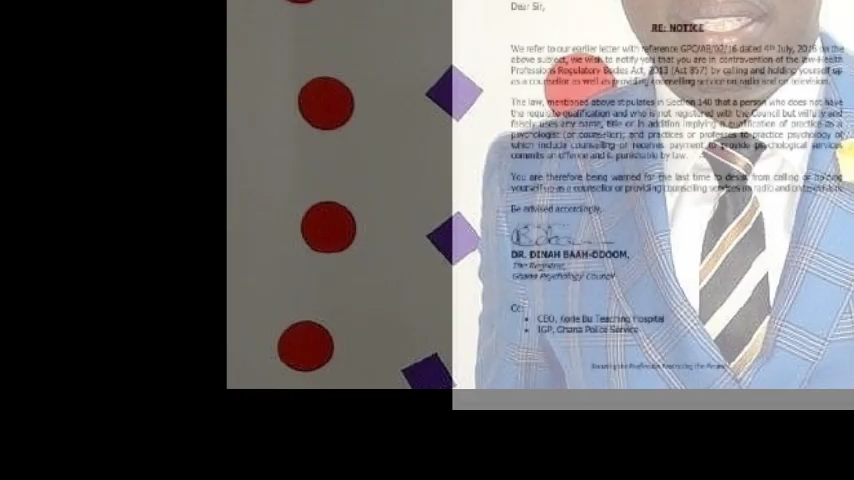 Dear Sir,
RE: NOTICE
We refer to our earlier letter with reference GPC/AB/02/16 dated 4th July, 2016 on the
above subject, we wish to notify you that you are in contravention of the law-Health
Professions Regulatory Bodies Act, 2013 (Act 857) by calling and holding yourself up
as a counsellor as well as providing counselling service on radio and on television.
The law, mentioned above stipulates in Section 140 that a person who does not have
the requisite qualification and who is not registered with the Council but wilfully and
falsely uses any name, title or in addition implying a qualification of practice as a
psychologist (or counsellor); and practices or professes to practice psychology of
which include counselling or receives payment to provide psychological services
commits an offence and is punishable by law.
You are therefore being warned for the last time to desist from calling or holding
yourself up as a counsellor or providing counselling services on radio and on television.
Be advised accordingly.
DR. DINAH BAAH-ODOOM.
The Registrar,
Ghana Psychology Council
Cc:
• CEO, Korle Bu Teaching Hospital
• IGP, Ghana Police Service